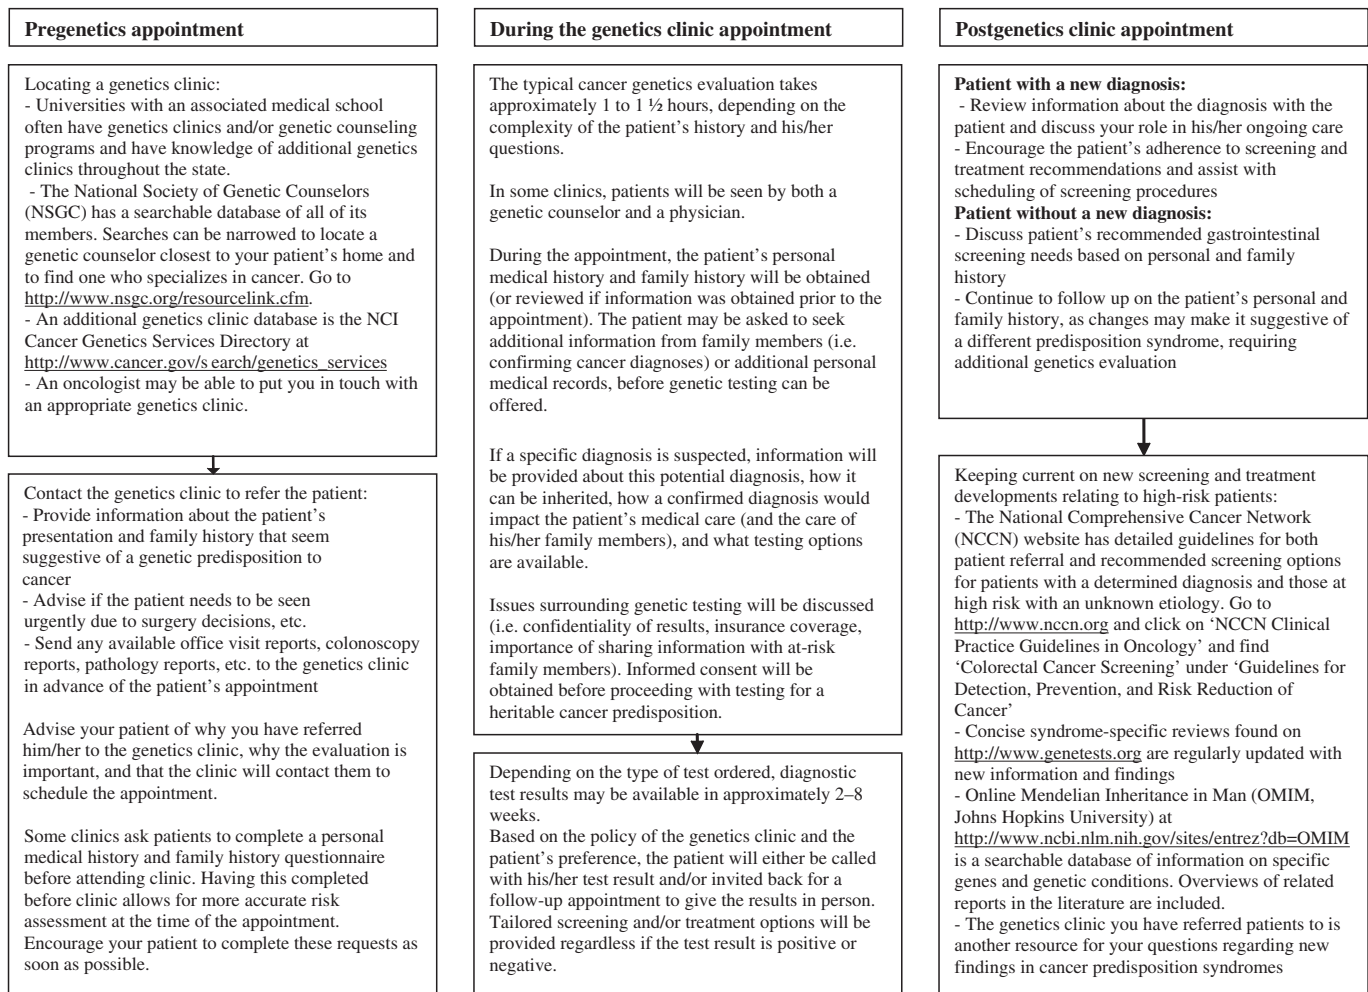 Pregenetics appointment
Locating a genetics clinic:
- Universities with an associated medical school
often have genetics clinics and/or genetic counseling
programs and have knowledge of additional genetics
clinics throughout the state.
- The National Society of Genetic Counselors
(NSGC) has a searchable database of all of its
members. Searches can be narrowed to locate a
genetic counselor closest to your patient's home and
to find one who specializes in cancer. Go to
http://www.nsgc.org/resourcelink.cfm.
- An additional genetics clinic database is the NCI
Cancer Genetics Services Directory at
http://www.cancer.gov/s earch/genetics_services
- An oncologist may be able to put you in touch with
an appropriate genetics clinic.
Contact the genetics clinic to refer the patient:
- Provide information about the patient's
presentation and family history that seem
suggestive of a genetic predisposition to
cancer
- Advise if the patient needs to be seen
urgently due to surgery decisions, etc.
- Send any available office visit reports, colonoscopy
reports, pathology reports, etc. to the genetics clinic
in advance of the patient's appointment
Advise your patient of why you have referred
him/her to the genetics clinic, why the evaluation is
important, and that the clinic will contact them to
schedule the appointment.
Some clinics ask patients to complete a personal
medical history and family history questionnaire
before attending clinic. Having this completed
before clinic allows for more accurate risk
assessment at the time of the appointment.
Encourage your patient to complete these requests as
soon as possible.
During the genetics clinic appointment
The typical cancer genetics evaluation takes
approximately 1 to 1 ½ hours, depending on the
complexity of the patient's history and his/her
questions.
In some clinics, patients will be seen by both a
genetic counselor and a physician.
During the appointment, the patient's personal
medical history and family history will be obtained
(or reviewed if information was obtained prior to the
appointment). The patient may be asked to seek
additional information from family members (i.e.
confirming cancer diagnoses) or additional personal
medical records, before genetic testing can be
offered.
If a specific diagnosis is suspected, information will
be provided about this potential diagnosis, how it
can be inherited, how a confirmed diagnosis would
impact the patient's medical care (and the care of
his/her family members), and what testing options
are available.
Issues surrounding genetic testing will be discussed
(i.e. confidentiality of results, insurance coverage,
importance of sharing information with at-risk
family members). Informed consent will be
obtained before proceeding with testing for a
heritable cancer predisposition.
Depending on the type of test ordered, diagnostic
test results may be available in approximately 2–8
weeks.
Based on the policy of the genetics clinic and the
patient's preference, the patient will either be called
with his/her test result and/or invited back for a
follow-up appointment to give the results in person.
Tailored screening and/or treatment options will be
provided regardless if the test result is positive or
negative.
Postgenetics clinic appointment
Patient with a new diagnosis:
- Review information about the diagnosis with the
patient and discuss your role in his/her ongoing care
- Encourage the patient's adherence to screening and
treatment recommendations and assist with
scheduling of screening procedures
Patient without a new diagnosis:
- Discuss patient's recommended gastrointestinal
screening needs based on personal and family
history
- Continue to follow up on the patient's personal and
family history, as changes may make it suggestive of
a different predisposition syndrome, requiring
additional genetics evaluation
Keeping current on new screening and treatment
developments relating to high-risk patients:
- The National Comprehensive Cancer Network
(NCCN) website has detailed guidelines for both
patient referral and recommended screening options
for patients with a determined diagnosis and those at
high risk with an unknown etiology. Go to
http://www.nccn.org and click on 'NCCN Clinical
Practice Guidelines in Oncology' and find
'Colorectal Cancer Screening' under 'Guidelines for
Detection, Prevention, and Risk Reduction of
Cancer'
- Concise syndrome-specific reviews found on
http://www.genetests.org are regularly updated with
new information and findings
- Online Mendelian Inheritance in Man (OMIM,
Johns Hopkins University) at
http://www.ncbi.nlm.nih.gov/sites/entrez?db=OMIM
is a searchable database of information on specific
genes and genetic conditions. Overviews of related
reports in the literature are included.
- The genetics clinic you have referred patients to is
another resource for your questions regarding new
findings in cancer predisposition syndromes